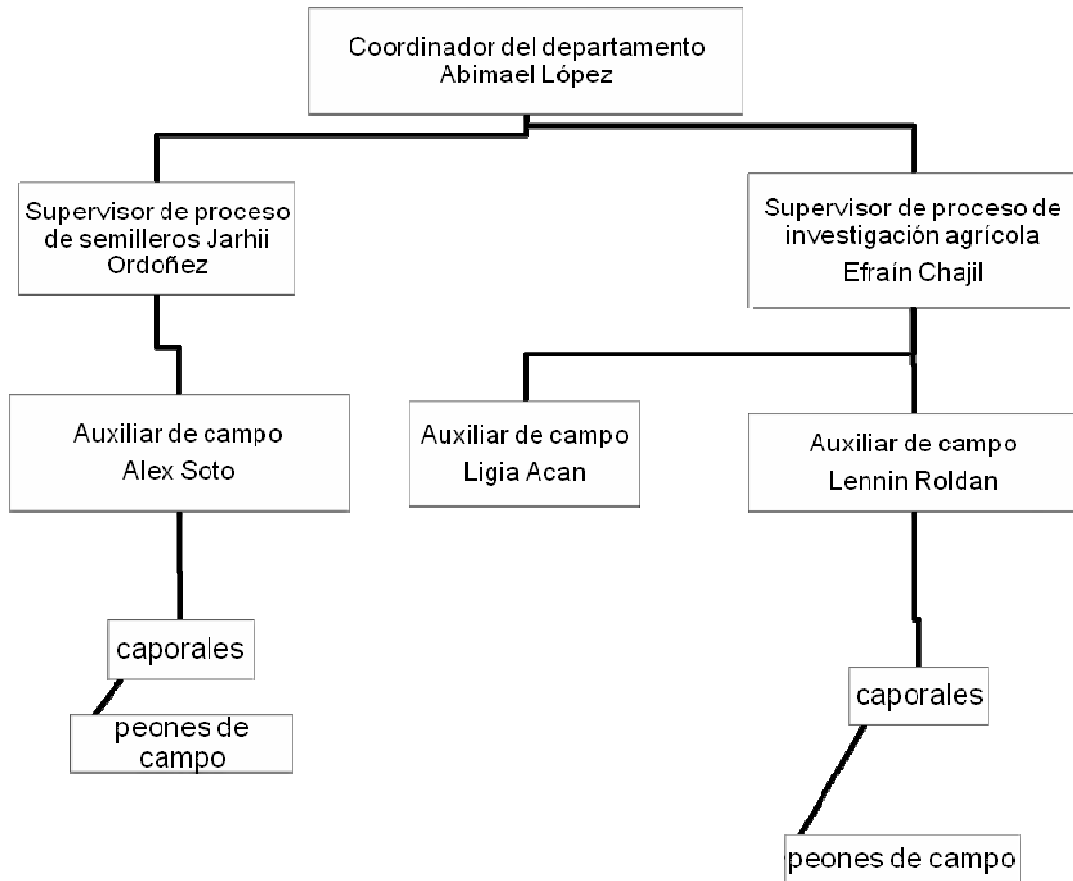 Coordinador del departamento
Abimael López
Supervisor de proceso
de semilleros Jarhii
Ordoñez
Supervisor de proceso de
investigación agrícola
Efraín Chajil
Auxiliar de campo
Alex Soto
Auxiliar de campo
Ligia Acan
Auxiliar de campo
Lennin Roldan
caporales
peones de
campo
caporales
peones de campo